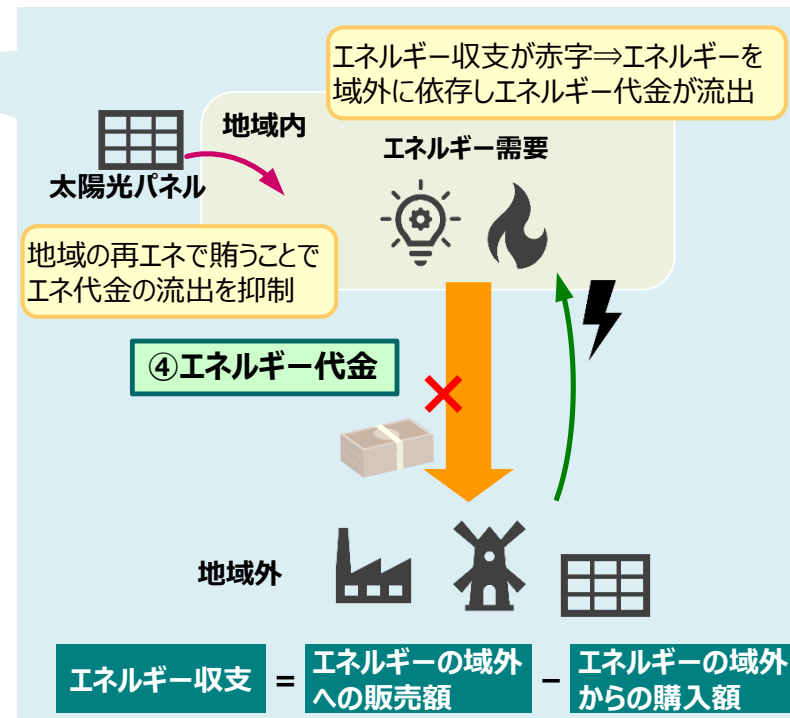 エネルギー収支が赤字⇒エネルギーを
域外に依存しエネルギー代金が流出
地域内
エネルギー需要
太陽光パネル
地域の再エネで賄うことで
エネ代金の流出を抑制
④エネルギー代金
地域外
エネルギー収支 = エネルギーの域外 − エネルギーの域外
への販売額 からの購入額